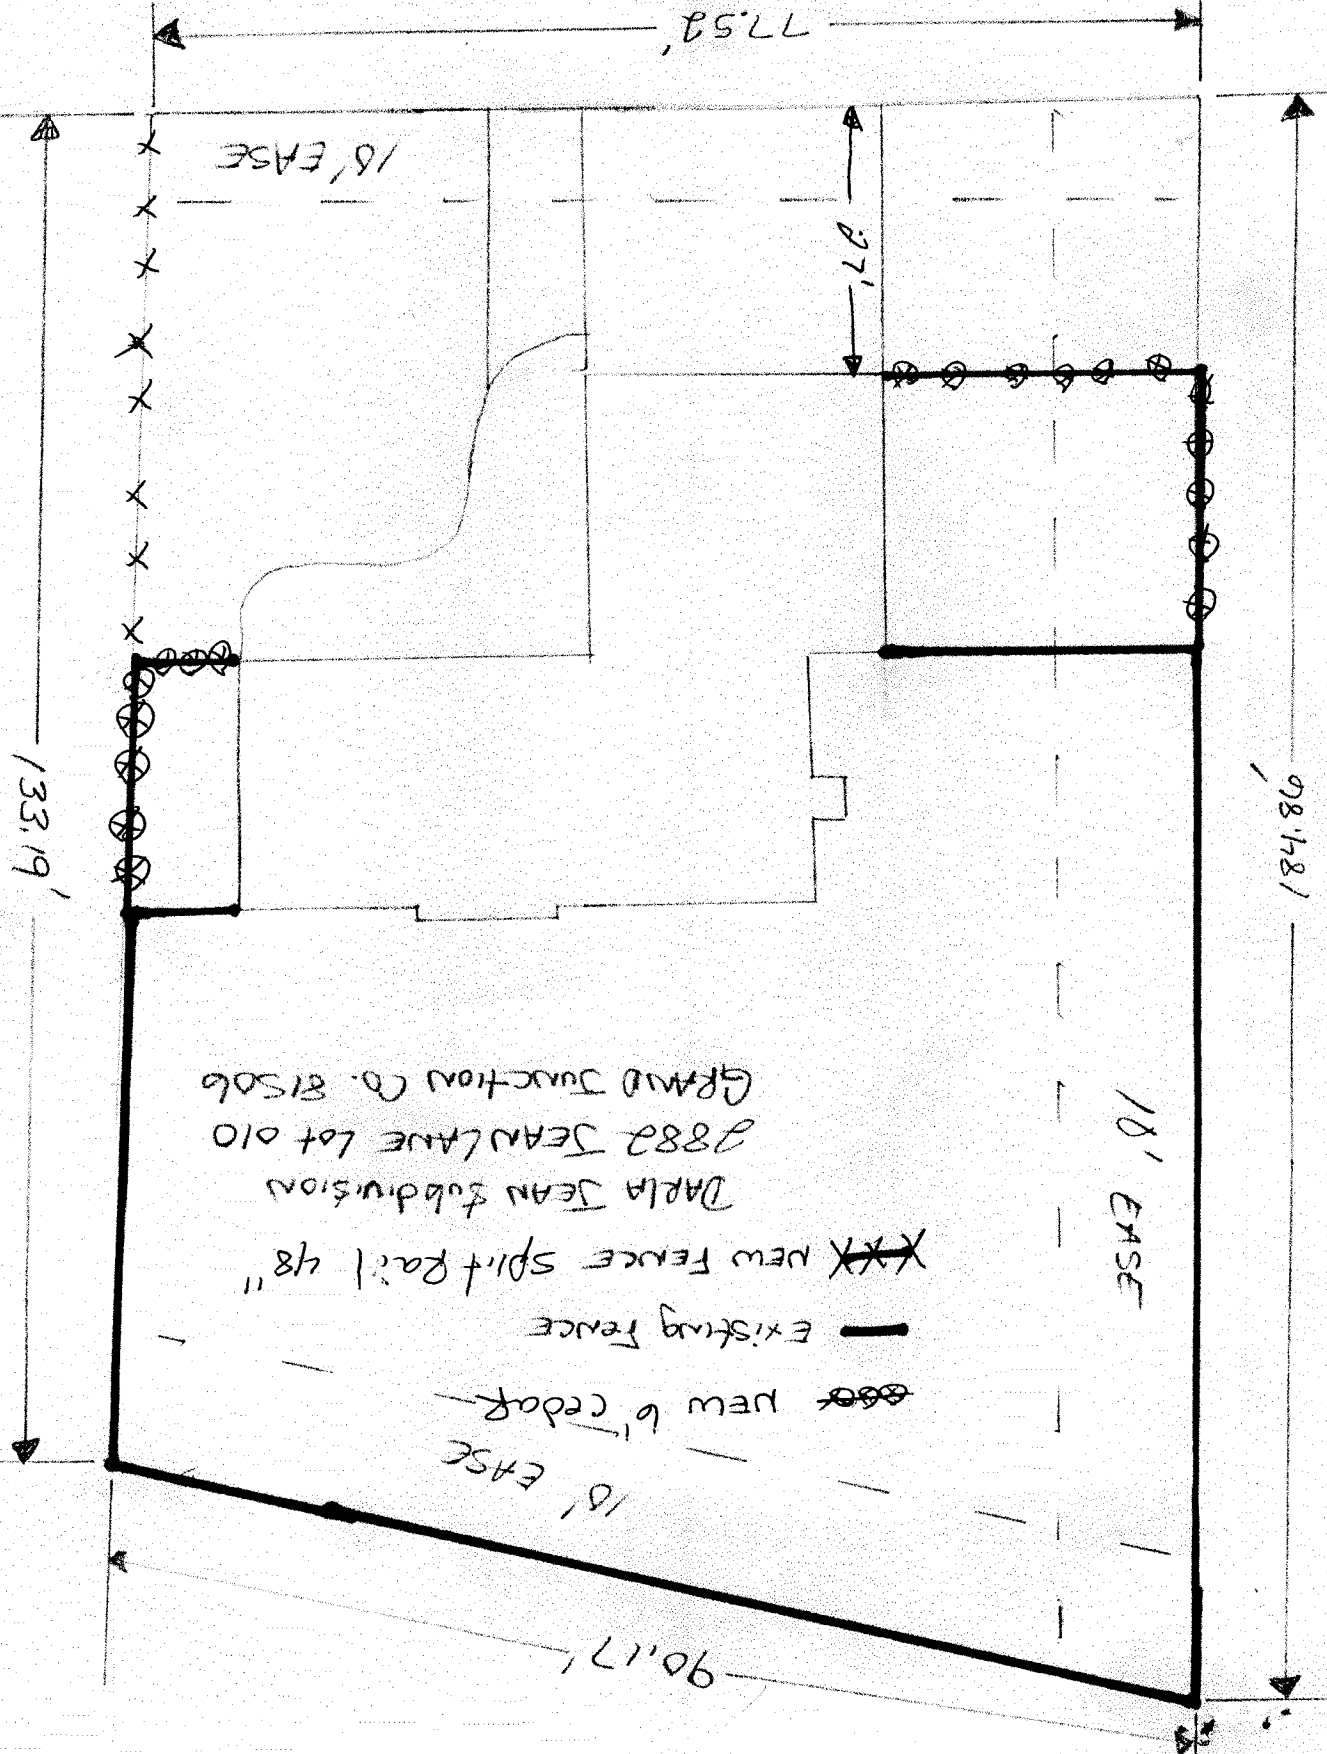 90.17'
10'
EASE
NEW 6' cedar
Existing Fence
XXX NEW FENCE split Rail 48"
DARLA JEAN Subdivision
2882 JEAN LANE Lot 010
GRAND JUNCTION CO. 81506
10' EASE
184.86'
133.19'
27'
10' EASE
77.52'